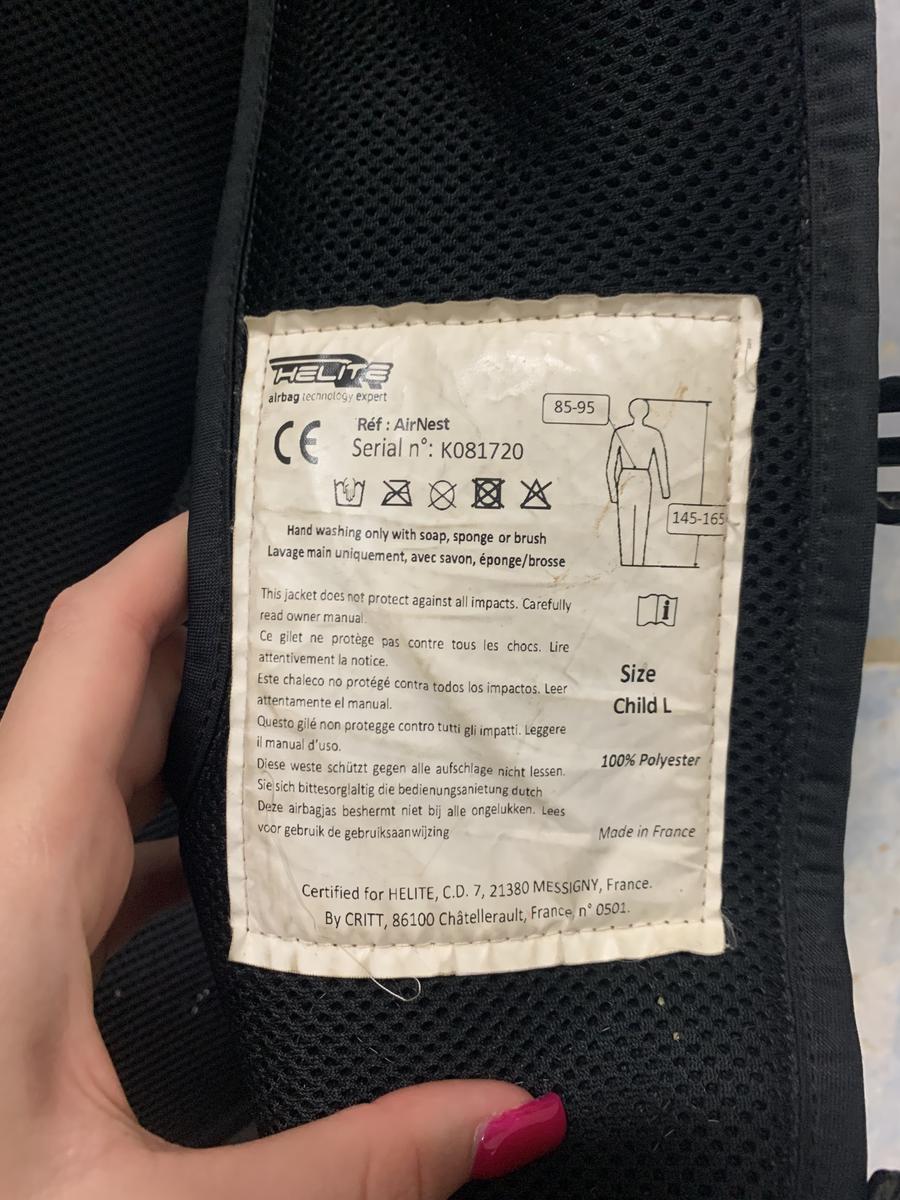 HELITE
airbag technology expert
CE
Réf : AirNest
Serial n°: K081720
85-95
145-165
Hand washing only with soap, sponge or brush
Lavage main uniquement, avec savon, éponge/brosse
This jacket does not protect against all impacts. Carefully
read owner manual.
Ce gilet ne protège pas contre tous les chocs. Lire
attentivement la notice.
Este chaleco no protégé contra todos los impactos. Leer
attentamente el manual.
Questo gilé non protegge contro tutti gli impatti. Leggere
il manual d'uso.
Diese weste schützt gegen alle aufschlage nicht lessen.
Sie sich bittesorglaltig die bedienungsanietung dutch
Deze airbagjas beshermt niet bij alle ongelukken. Lees
voor gebruik de gebruiksaanwijzing
i
Size
Child L
100% Polyester
Made in France
Certified for HELITE, C.D. 7, 21380 MESSIGNY, France.
By CRITT, 86100 Châtellerault, France, n° 0501.